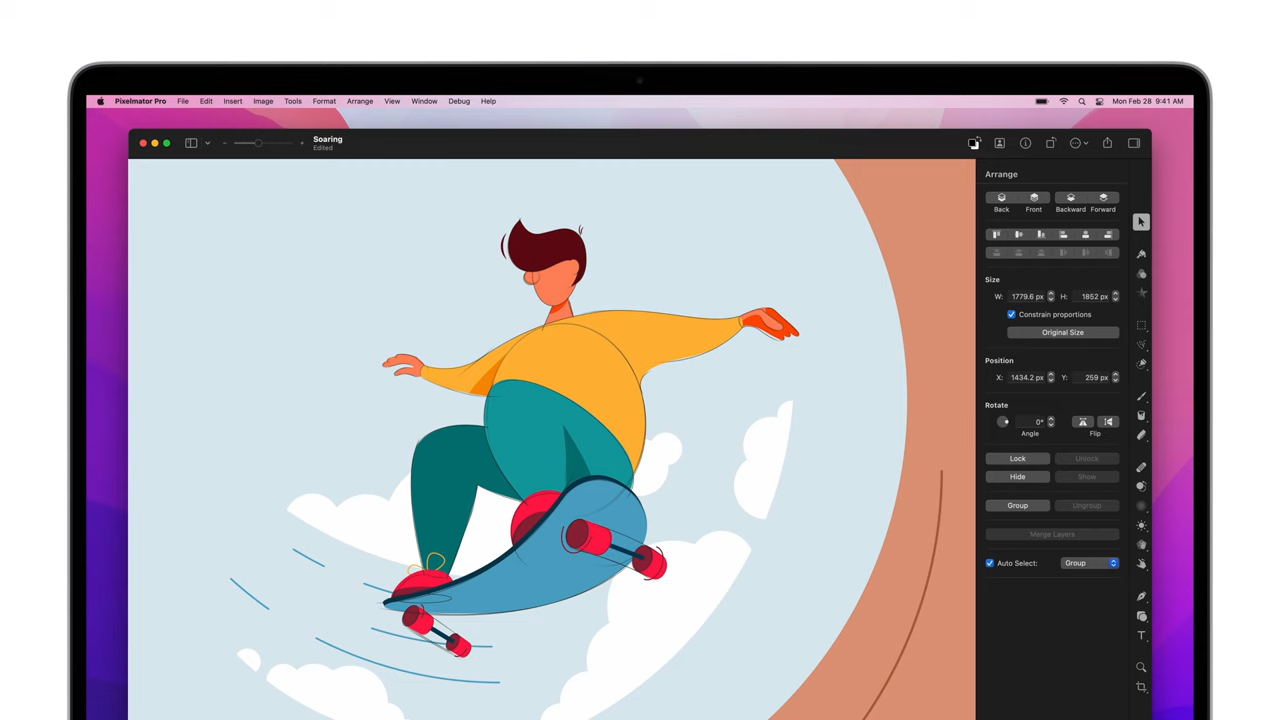 Pixelmator Pro File Edit Insert Image Tools Format Arrange View Window Debug Help Mon Feb 28 9:41 AM
Soaring
Edited
Arrange
Back Front Backward Forward
Size
W: 1779.6 px H: 1852 px
Constrain proportions
Original Size
Position
X: 1434.2 px Y: 259 px
Rotate
0°
Angle Flip
Lock Unlock
Hide Show
Group Ungroup
Merge Layers
Auto Select: Group